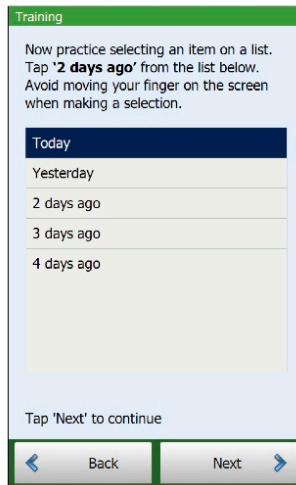 Training
Now practice selecting an item on a list.
Tap ‘2 days ago’ from the list below.
Avoid moving your finger on the screen
when making a selection.
Today
Yesterday
2 days ago
3 days ago
4 days ago
Tap 'Next' to continue
Back
Next